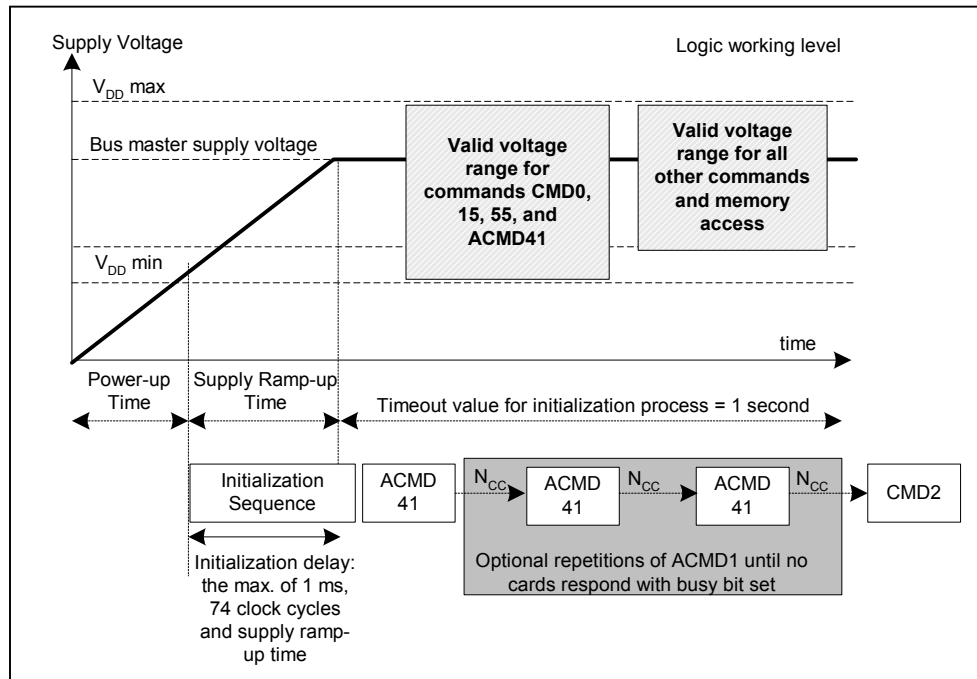 Supply Voltage
Logic working level
V_DD max
Bus master supply voltage
Valid voltage
range for
commands CMD0,
15, 55, and
ACMD41
Valid voltage
range for all
other commands
and memory
access
V_DD min
time
Power-up
Time
Supply Ramp-up
Time
Timeout value for initialization process = 1 second
Initialization
Sequence
ACMD
41
N_CC
ACMD
41
N_CC
ACMD
41
N_CC
CMD2
Optional repetitions of ACMD1 until no
cards respond with busy bit set
Initialization delay:
the max. of 1 ms,
74 clock cycles
and supply ramp-
up time